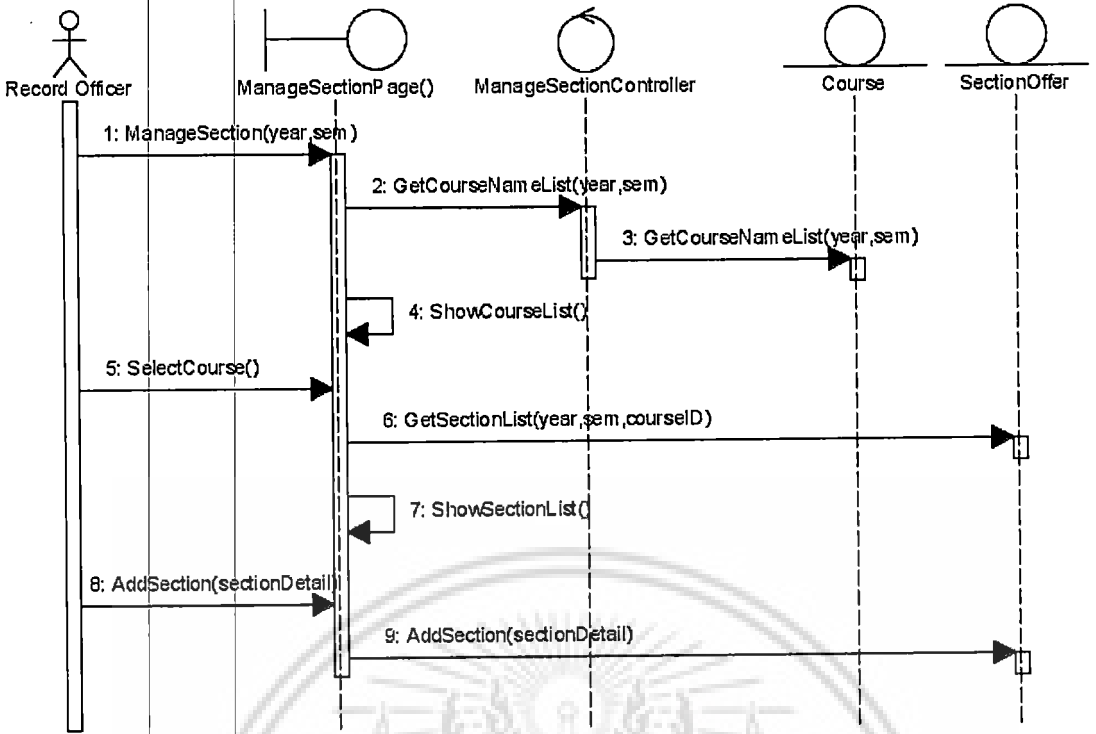 Record Officer
ManageSectionPage()
ManageSectionController
Course
SectionOffer
1: ManageSection(year,sem)
2: GetCourseNameList(year,sem)
3: GetCourseNameList(year,sem)
4: ShowCourseList()
5: SelectCourse()
6: GetSectionList(year,sem,courseID)
7: ShowSectionList()
8: AddSection(sectionDetail)
9: AddSection(sectionDetail)